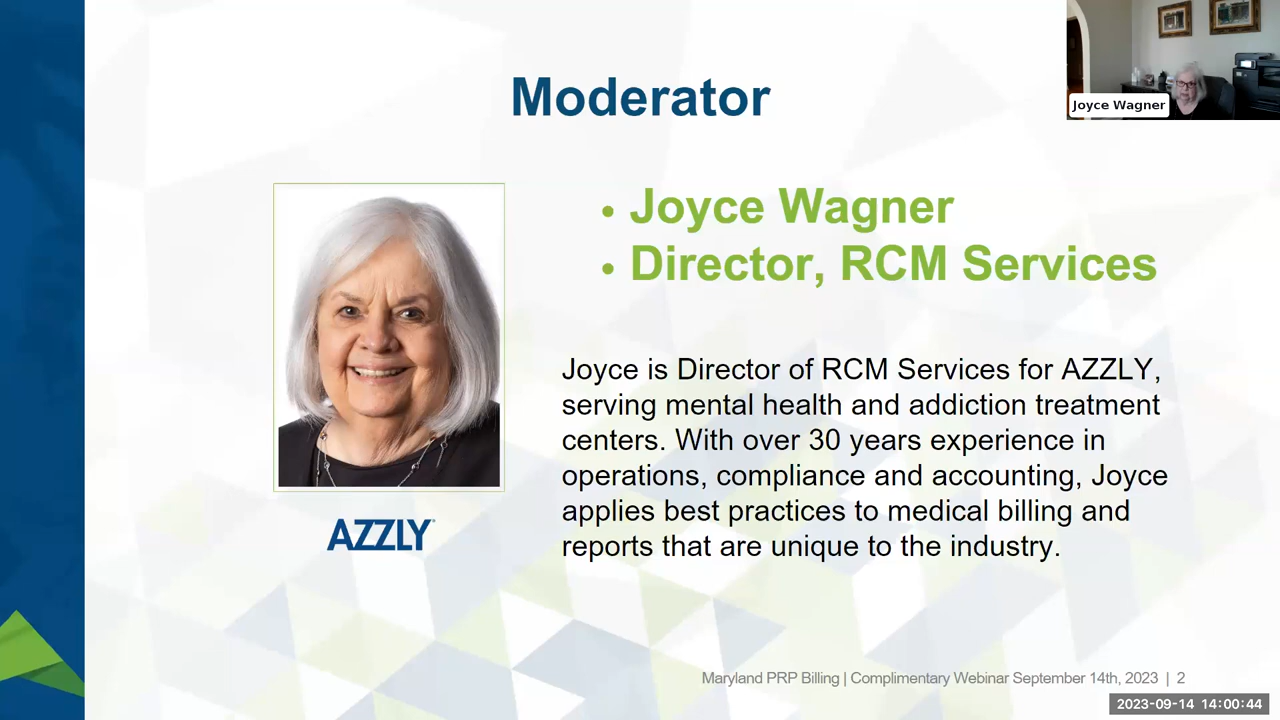 Moderator
Joyce Wagner
• Joyce Wagner
• Director, RCM Services
Joyce is Director of RCM Services for AZZLY,
serving mental health and addiction treatment
centers. With over 30 years experience in
operations, compliance and accounting, Joyce
applies best practices to medical billing and
reports that are unique to the industry.
AZZLY
Maryland PRP Billing | Complimentary Webinar September 14th, 2023 | 2
2023-09-14 14:00:44